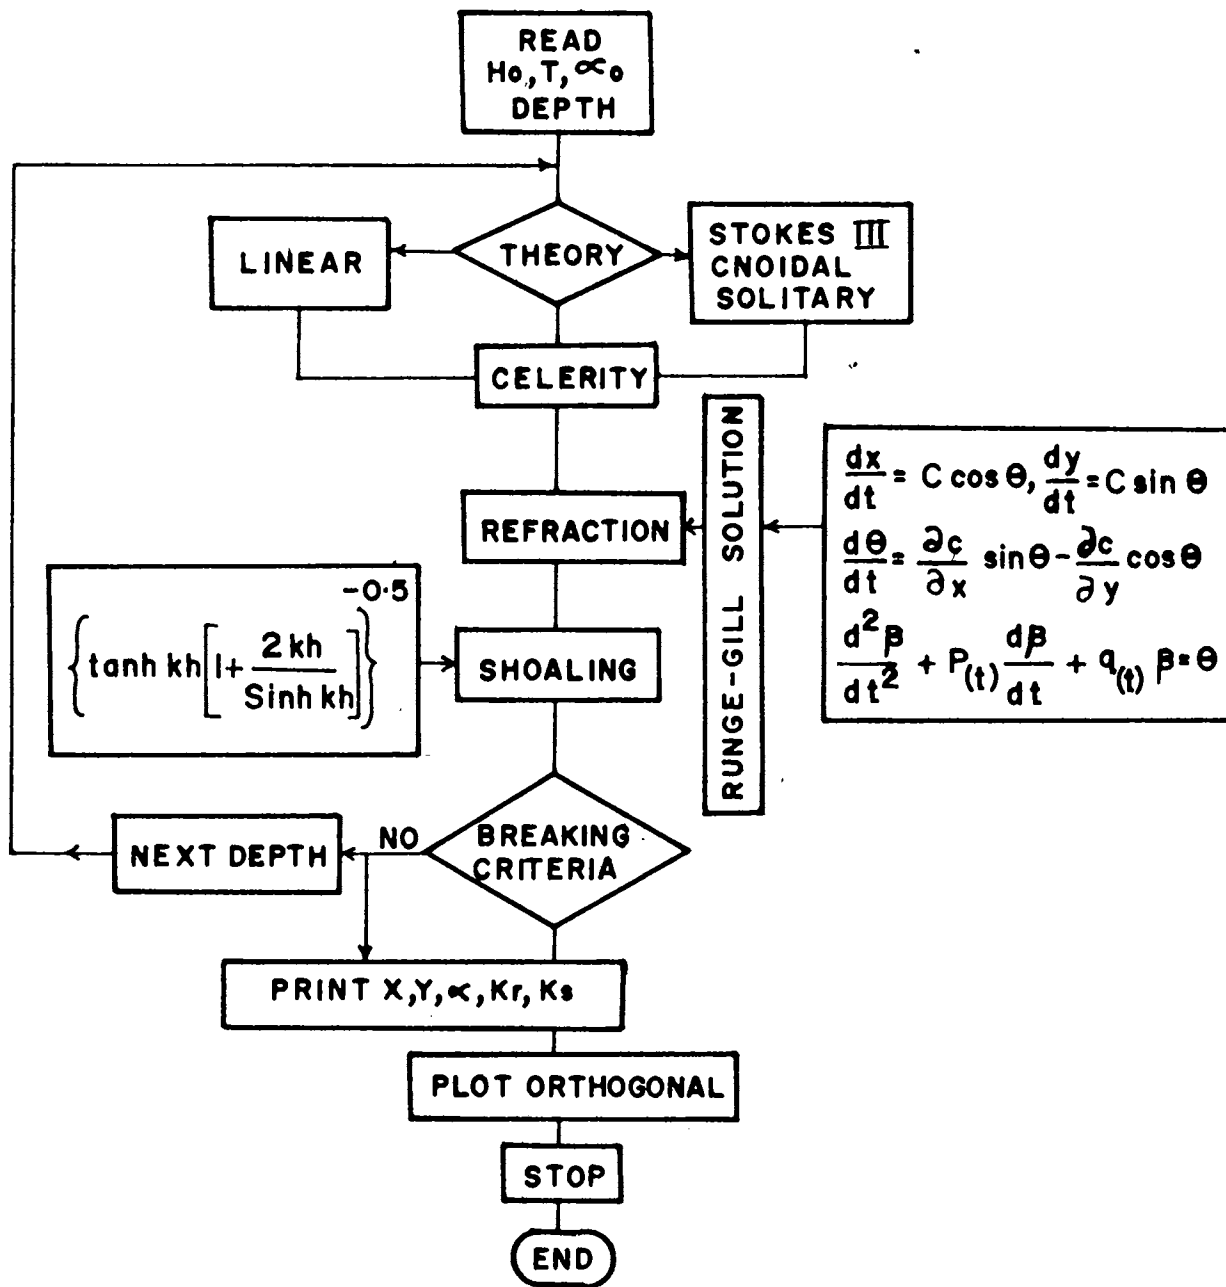 READ
Ho, T, ∝o
DEPTH
THEORY
LINEAR
STOKES III
CNOIDAL
SOLITARY
CELERITY
REFRACTION
RUNGE-GILL SOLUTION
dx/dt = C cos θ, dy/dt = C sin θ
dθ/dt = ∂c/∂x sin θ - ∂c/∂y cos θ
d²β/dt² + P(t) dβ/dt + q(t) β = θ
{tanh kh [1 + 2 kh/Sinh kh]}^-0.5
SHOALING
BREAKING
CRITERIA
NO
NEXT DEPTH
PRINT X, Y, ∝, Kr, Ks
PLOT ORTHOGONAL
STOP
END